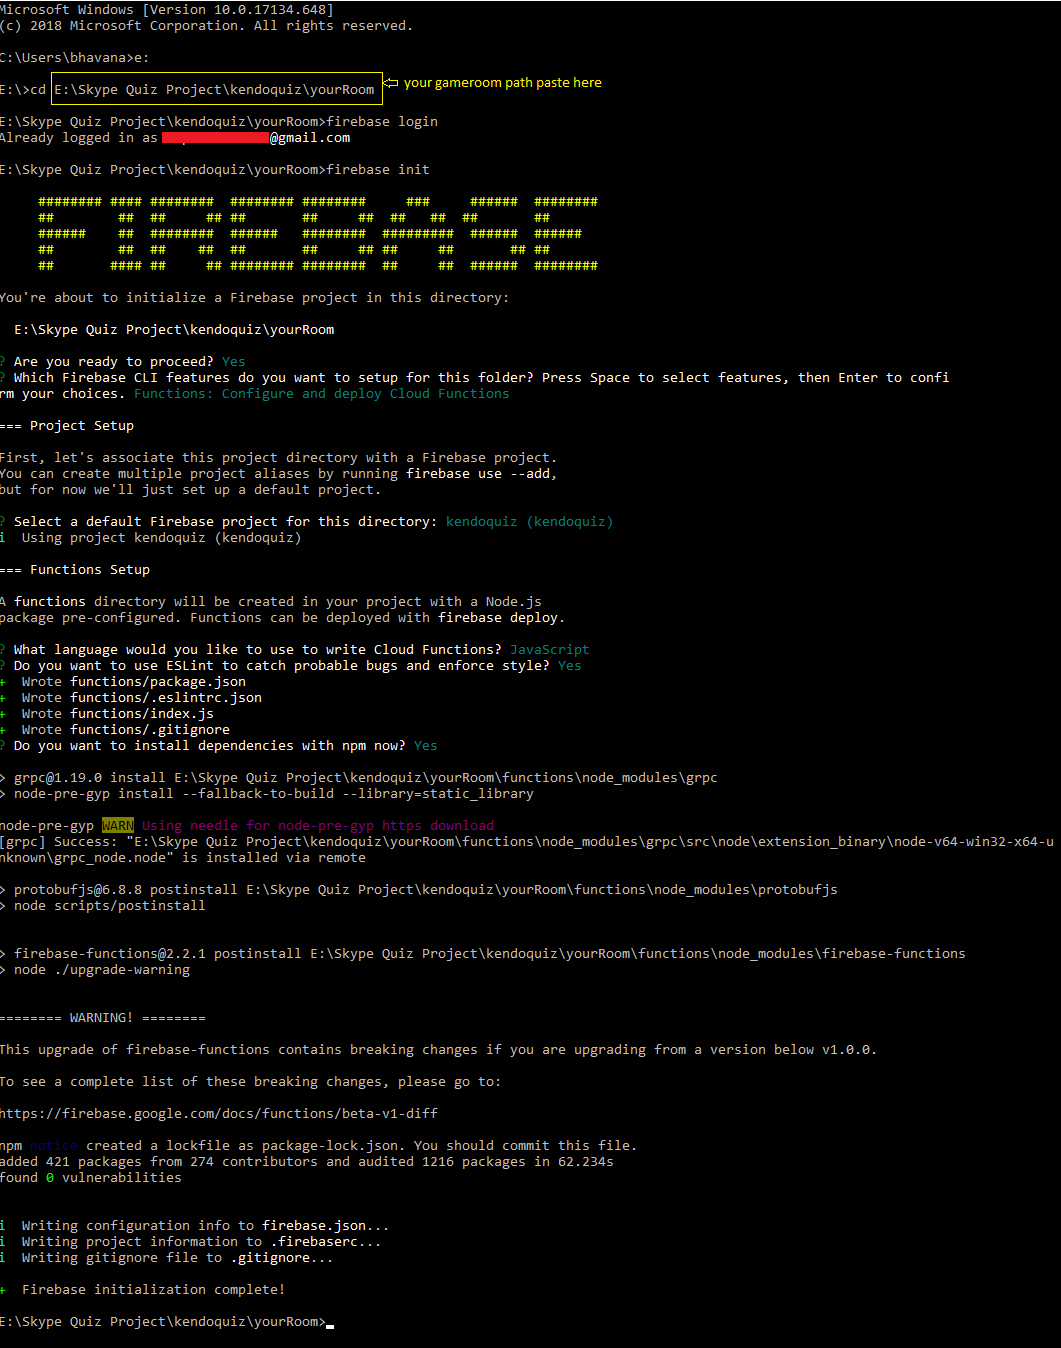 Microsoft Windows [Version 10.0.17134.648]
(c) 2018 Microsoft Corporation. All rights reserved.
C:\Users\bhavana>e:
E:\>cd E:\Skype Quiz Project\kendoquiz\yourRoom
your gameroom path paste here
E:\Skype Quiz Project\kendoquiz\yourRoom>firebase login
Already logged in as @gmail.com
E:\Skype Quiz Project\kendoquiz\yourRoom>firebase init
FIREBASE
You're about to initialize a Firebase project in this directory:
E:\Skype Quiz Project\kendoquiz\yourRoom
? Are you ready to proceed? Yes
? Which Firebase CLI features do you want to setup for this folder? Press Space to select features, then Enter to confi
rm your choices. Functions: Configure and deploy Cloud Functions
=== Project Setup
First, let's associate this project directory with a Firebase project.
You can create multiple project aliases by running firebase use --add,
but for now we'll just set up a default project.
? Select a default Firebase project for this directory: kendoquiz (kendoquiz)
i  Using project kendoquiz (kendoquiz)
=== Functions Setup
A functions directory will be created in your project with a Node.js
package pre-configured. Functions can be deployed with firebase deploy.
? What language would you like to use to write Cloud Functions? JavaScript
? Do you want to use ESLint to catch probable bugs and enforce style? Yes
+  Wrote functions/package.json
+  Wrote functions/.eslintrc.json
+  Wrote functions/index.js
+  Wrote functions/.gitignore
? Do you want to install dependencies with npm now? Yes
> grpc@1.19.0 install E:\Skype Quiz Project\kendoquiz\yourRoom\functions\node_modules\grpc
> node-pre-gyp install --fallback-to-build --library=static_library
node-pre-gyp WARN Using needle for node-pre-gyp https download
[grpc] Success: "E:\Skype Quiz Project\kendoquiz\yourRoom\functions\node_modules\grpc\src\node\extension_binary\node-v64-win32-x64-u
nknown\grpc_node.node" is installed via remote
> protobufjs@6.8.8 postinstall E:\Skype Quiz Project\kendoquiz\yourRoom\functions\node_modules\protobufjs
> node scripts/postinstall
> firebase-functions@2.2.1 postinstall E:\Skype Quiz Project\kendoquiz\yourRoom\functions\node_modules\firebase-functions
> node ./upgrade-warning
======== WARNING! ========
This upgrade of firebase-functions contains breaking changes if you are upgrading from a version below v1.0.0.
To see a complete list of these breaking changes, please go to:
https://firebase.google.com/docs/functions/beta-v1-diff
npm notice created a lockfile as package-lock.json. You should commit this file.
added 421 packages from 274 contributors and audited 1216 packages in 62.234s
found 0 vulnerabilities
i  Writing configuration info to firebase.json...
i  Writing project information to .firebaserc...
i  Writing gitignore file to .gitignore...
+  Firebase initialization complete!
E:\Skype Quiz Project\kendoquiz\yourRoom>